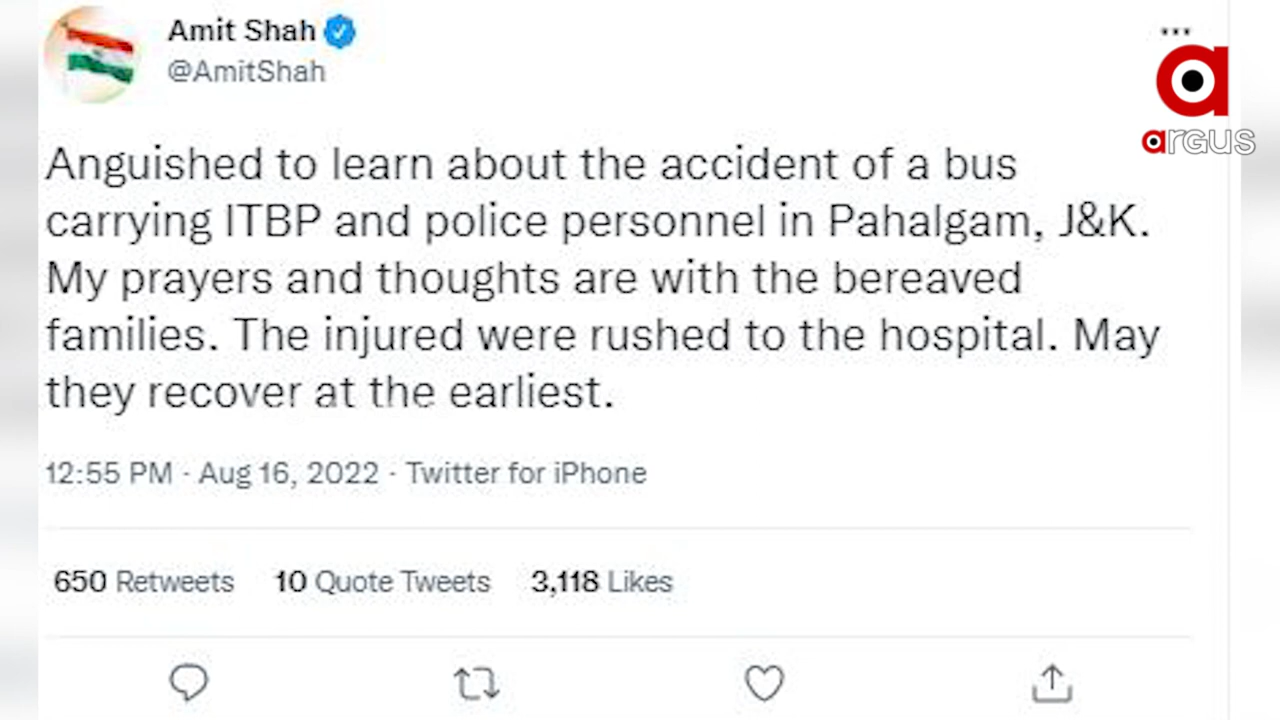 Amit Shah
@AmitShah
argus
Anguished to learn about the accident of a bus
carrying ITBP and police personnel in Pahalgam, J&K.
My prayers and thoughts are with the bereaved
families. The injured were rushed to the hospital. May
they recover at the earliest.
12:55 PM · Aug 16, 2022 · Twitter for iPhone
650 Retweets 10 Quote Tweets 3,118 Likes